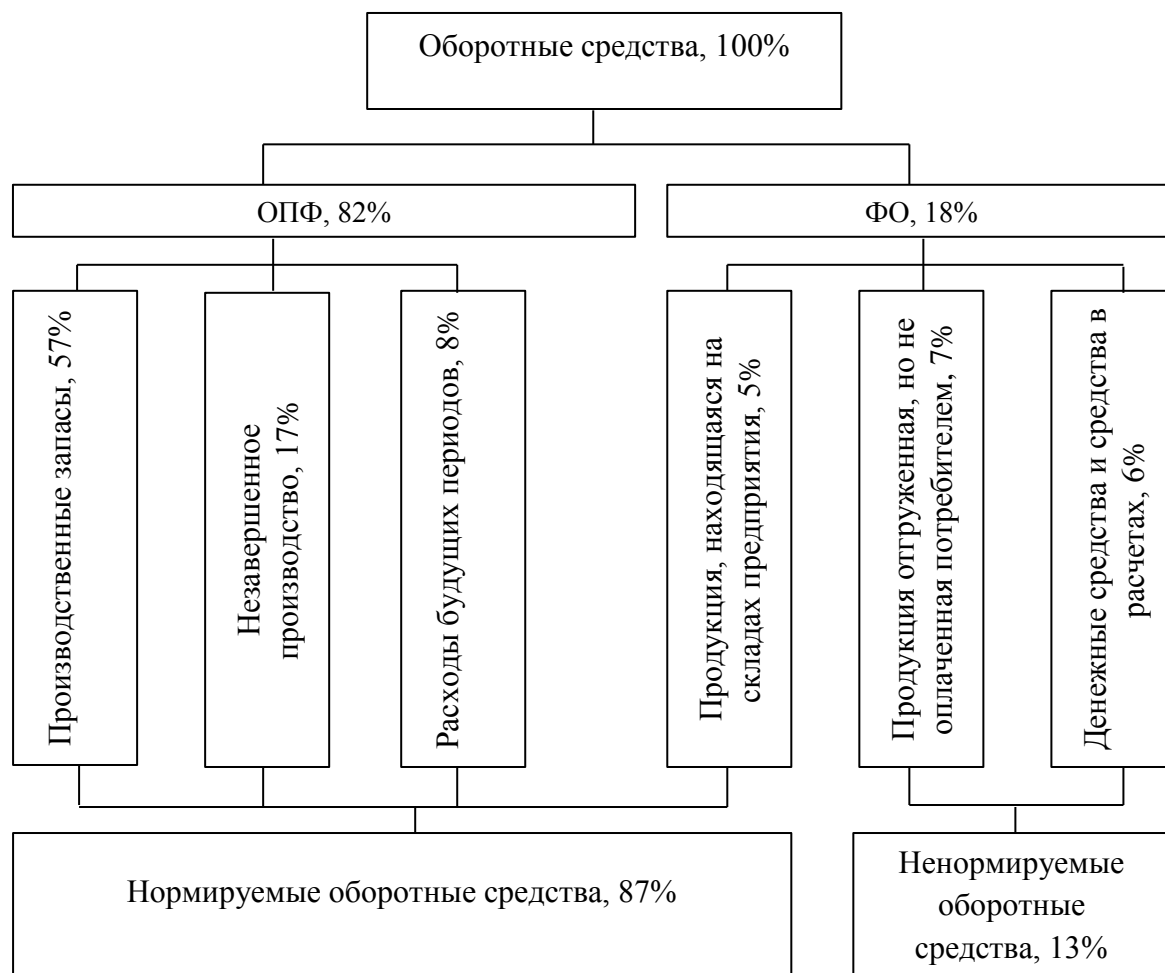 Оборотные средства, 100%
ОПФ, 82%
ФО, 18%
Производственные запасы, 57%
Незавершенное
производство, 17%
Расходы будущих периодов, 8%
Продукция, находящаяся на
складах предприятия, 5%
Продукция отгруженная, но не
оплаченная потребителем, 7%
Денежные средства и средства в
расчетах, 6%
Нормируемые оборотные средства, 87%
Ненормируемые
оборотные
средства, 13%